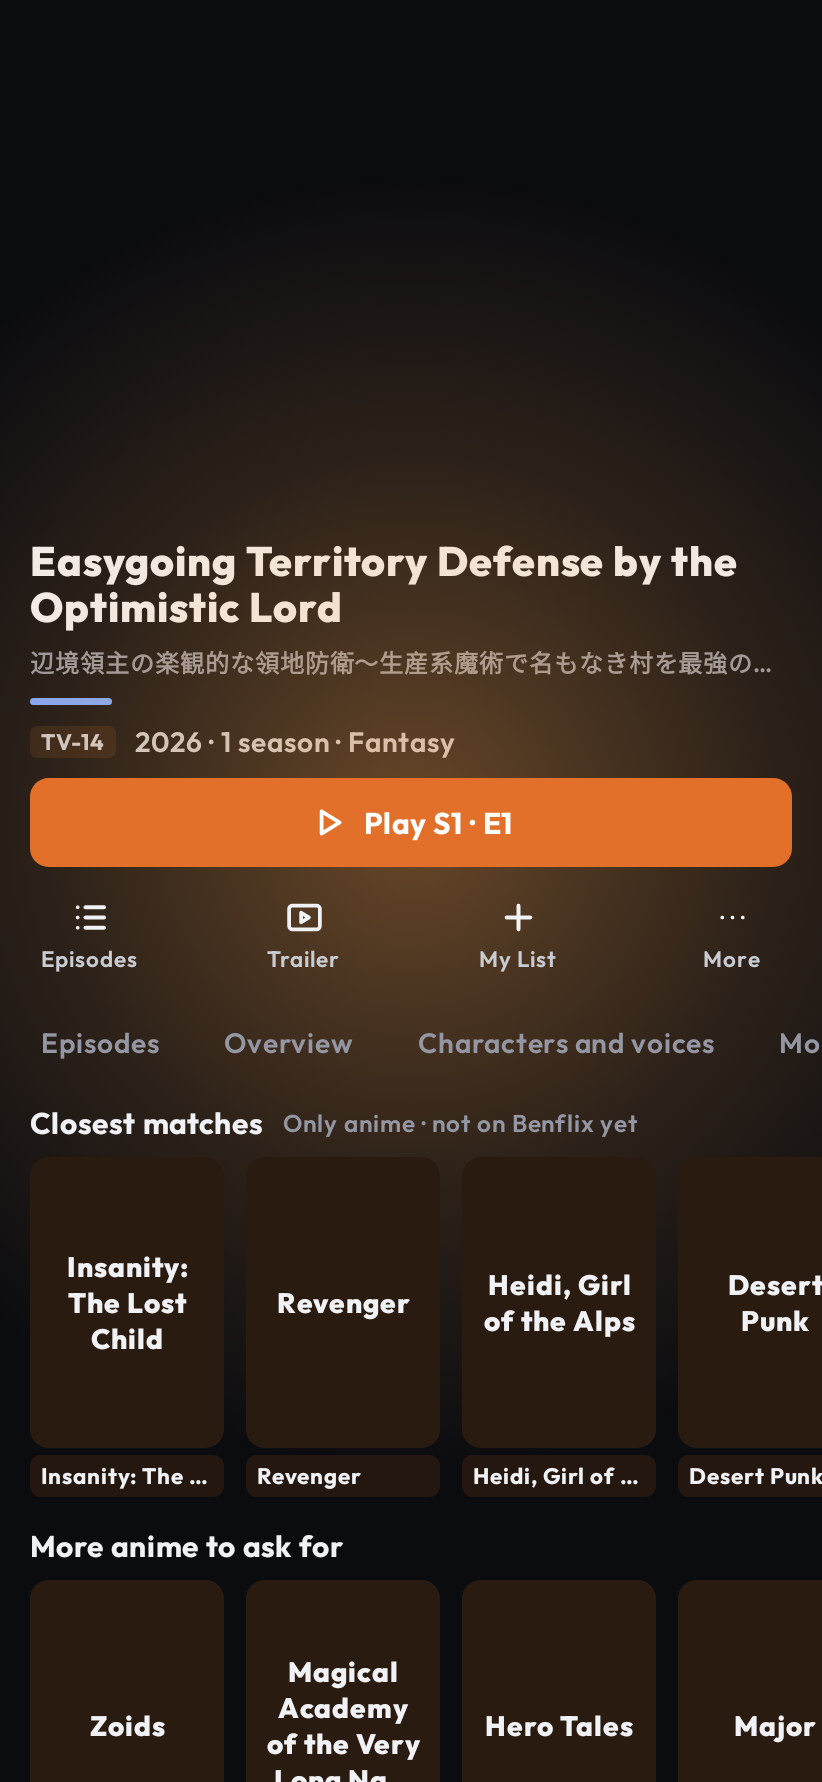 Easygoing Territory Defense by the
Optimistic Lord
辺境領主の楽観的な領地防衛〜生産系魔術で名もなき村を最強の…
TV-14 2026 · 1 season · Fantasy
Play S1 · E1
Episodes Trailer My List More
Episodes Overview Characters and voices Mo
Closest matches Only anime · not on Benflix yet
Insanity:
The Lost
Child
Revenger
Heidi, Girl
of the Alps
Desert
Punk
Insanity: The ... Revenger Heidi, Girl of ... Desert Punk
More anime to ask for
Zoids
Magical
Academy
of the Very
Long Na...
Hero Tales
Major